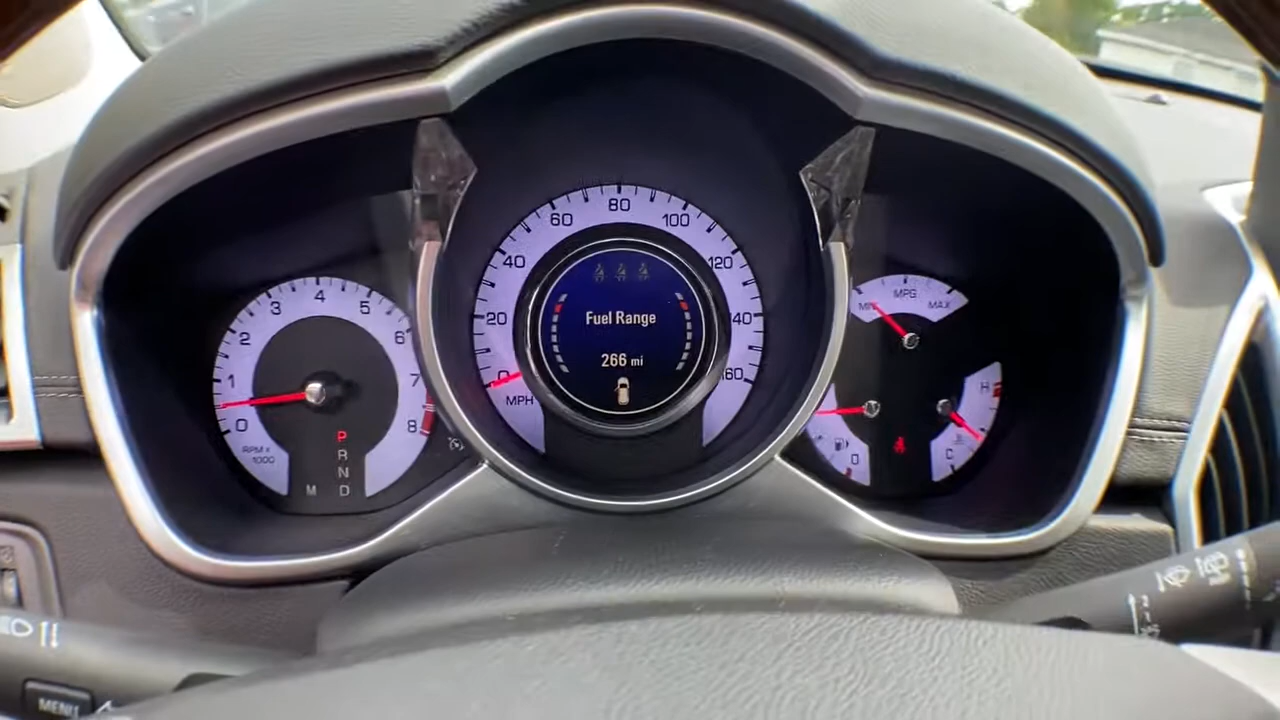 60 80 100
40 120
20 140
160
MPH
Fuel Range
266 mi
0 1 2 3 4 5 6 7 8
RPM x
1000
P
R
N
M D
MIN MPG MAX
H
C
0
MENU